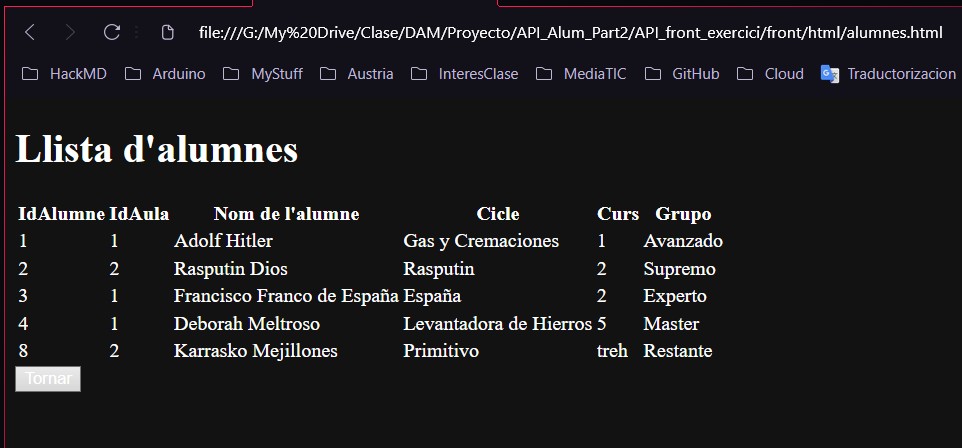 file:///G:/My%20Drive/Clase/DAM/Proyecto/API_Alum_Part2/API_front_exercici/front/html/alumnes.html
HackMD Arduino MyStuff Austria InteresClase MediaTIC GitHub Cloud Traductorizacion
Llista d'alumnes
IdAlumne IdAula Nom de l'alumne Cicle Curs Grupo
1 1 Adolf Hitler Gas y Cremaciones 1 Avanzado
2 2 Rasputin Dios Rasputin 2 Supremo
3 1 Francisco Franco de España España 2 Experto
4 1 Deborah Meltroso Levantadora de Hierros 5 Master
8 2 Karrasko Mejillones Primitivo treh Restante
Tornar